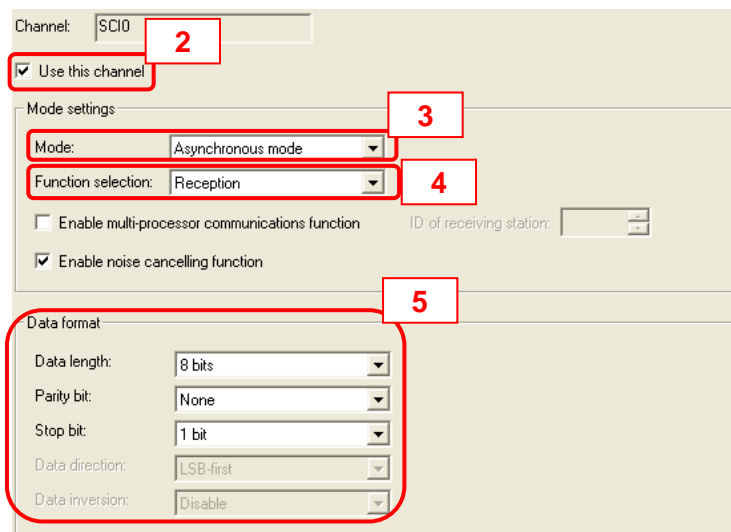 Channel: SCI0
2
Use this channel
Mode settings
3
Mode: Asynchronous mode
4
Function selection: Reception
Enable multi-processor communications function ID of receiving station:
Enable noise cancelling function
5
Data format
Data length: 8 bits
Parity bit: None
Stop bit: 1 bit
Data direction: LSB-first
Data inversion: Disable